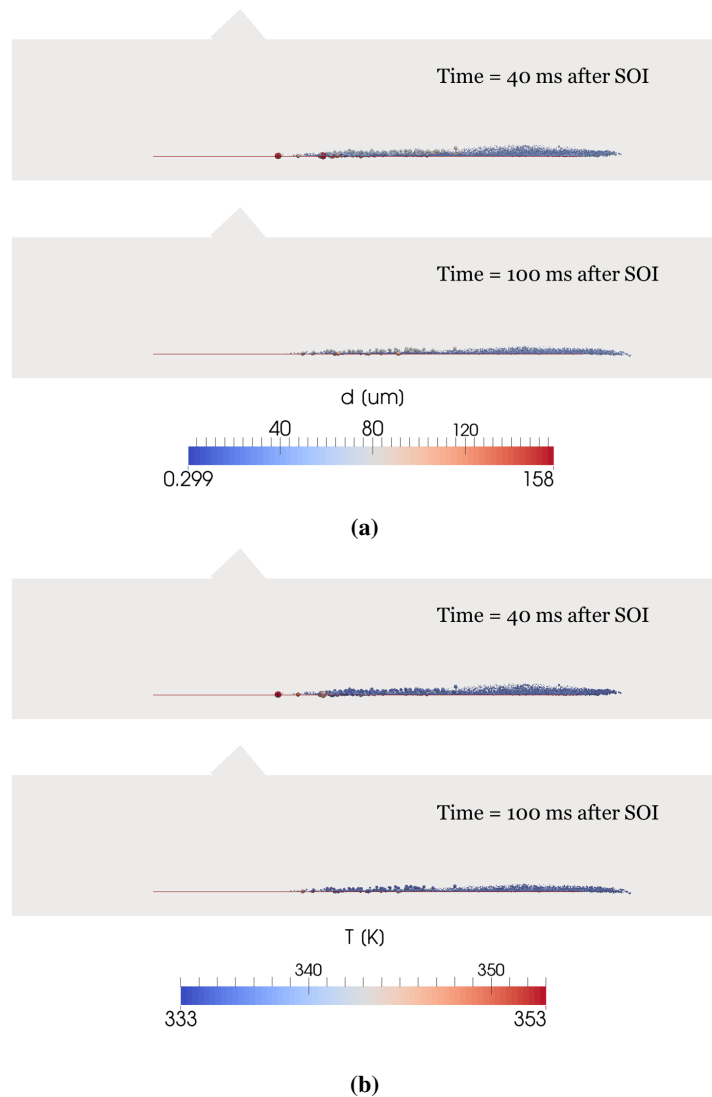 Time = 40 ms after SOI
Time = 100 ms after SOI
d (um)
40 80 120
0.299 158
(a)
Time = 40 ms after SOI
Time = 100 ms after SOI
T (K)
340 350
333 353
(b)